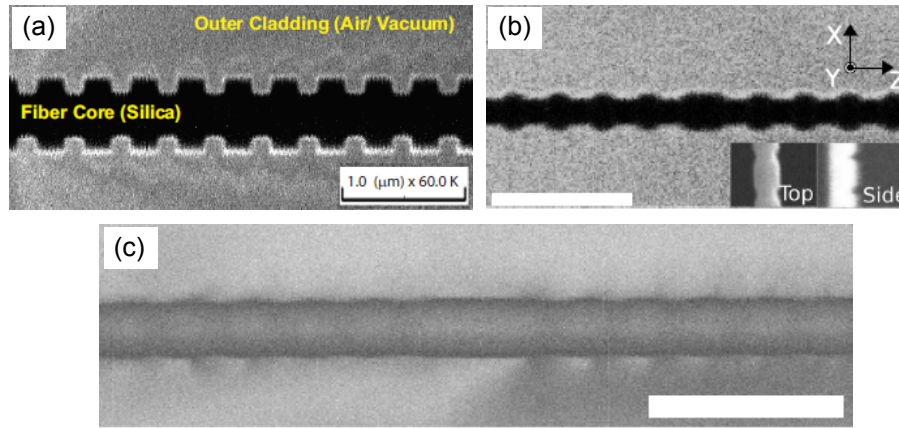 (a)
Outer Cladding (Air/ Vacuum)
Fiber Core (Silica)
1.0 (μm) x 60.0 K
(b)
X
Y
Z
Top
Side
(c)